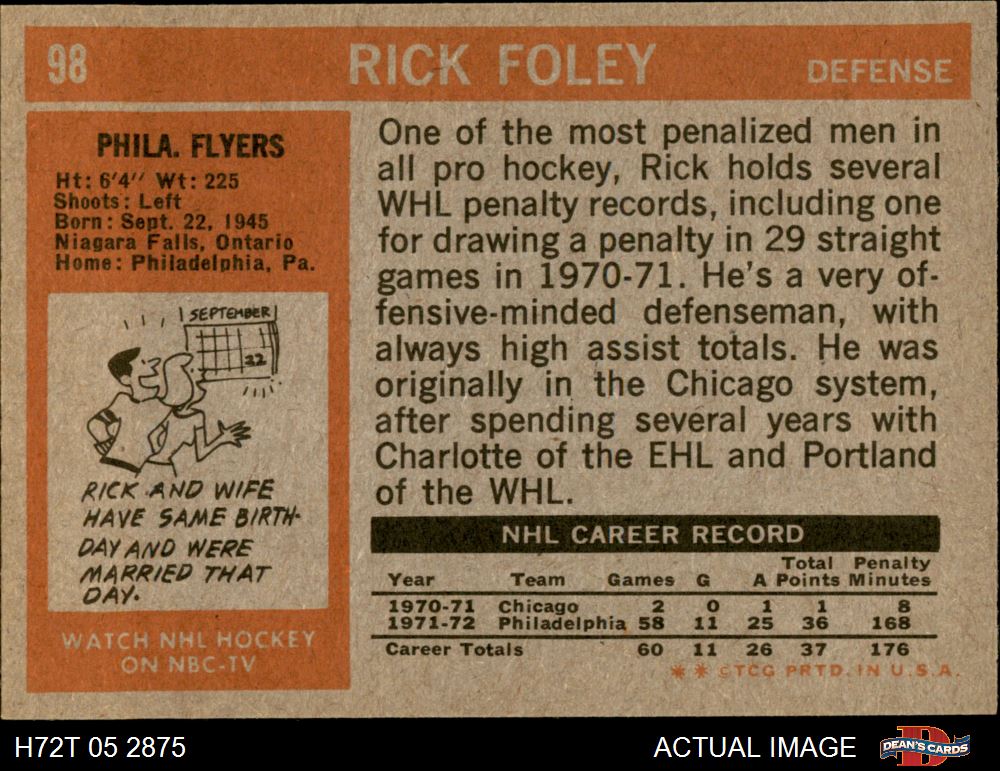 98
RICK FOLEY
DEFENSE
PHILA. FLYERS
Ht: 6'4" Wt: 225
Shoots: Left
Born: Sept. 22, 1945
Niagara Falls, Ontario
Home: Philadelphia, Pa.
SEPTEMBER
22
RICK AND WIFE
HAVE SAME BIRTH-
DAY AND WERE
MARRIED THAT
DAY.
WATCH NHL HOCKEY
ON NBC-TV
One of the most penalized men in
all pro hockey, Rick holds several
WHL penalty records, including one
for drawing a penalty in 29 straight
games in 1970-71. He's a very of-
fensive-minded defenseman, with
always high assist totals. He was
originally in the Chicago system,
after spending several years with
Charlotte of the EHL and Portland
of the WHL.
NHL CAREER RECORD
Total Penalty
Year Team Games G A Points Minutes
1970-71 Chicago 2 0 1 1 8
1971-72 Philadelphia 58 11 25 36 168
Career Totals 60 11 26 37 176
* * ©TCG PRTD. IN U.S.A.
H72T 05 2875
ACTUAL IMAGE
DEAN'S CARDS